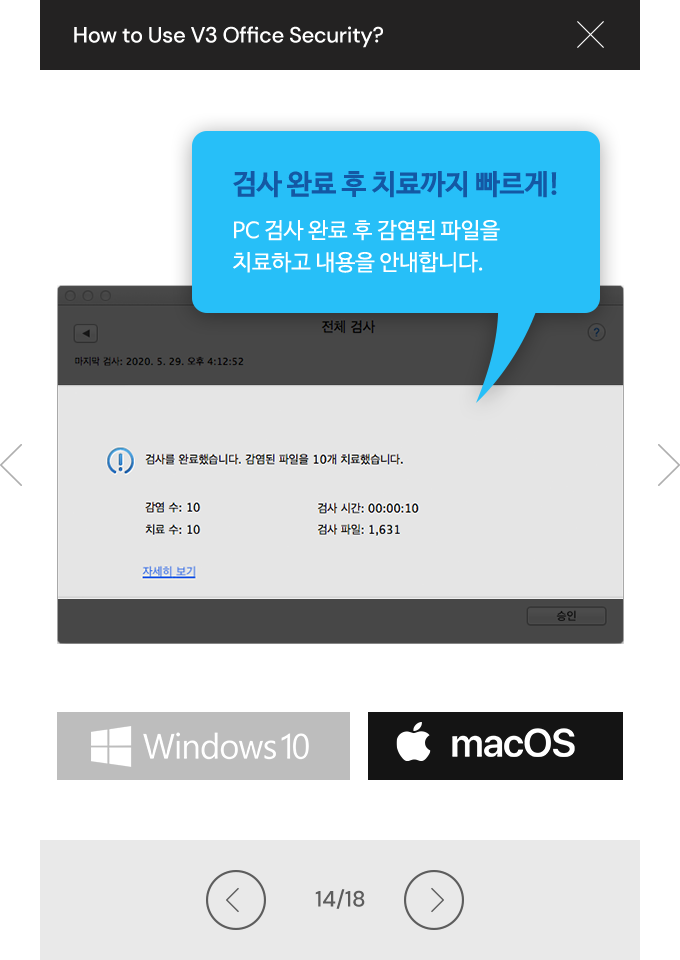 How to Use V3 Office Security?
검사 완료 후 치료까지 빠르게!
PC 검사 완료 후 감염된 파일을
치료하고 내용을 안내합니다.
전체 검사
?
마지막 검사: 2020. 5. 29. 오후 4:12:52
검사를 완료했습니다. 감염된 파일을 10개 치료했습니다.
감염 수: 10
검사 시간: 00:00:10
치료 수: 10
검사 파일: 1,631
자세히 보기
승인
Windows 10
macOS
14/18